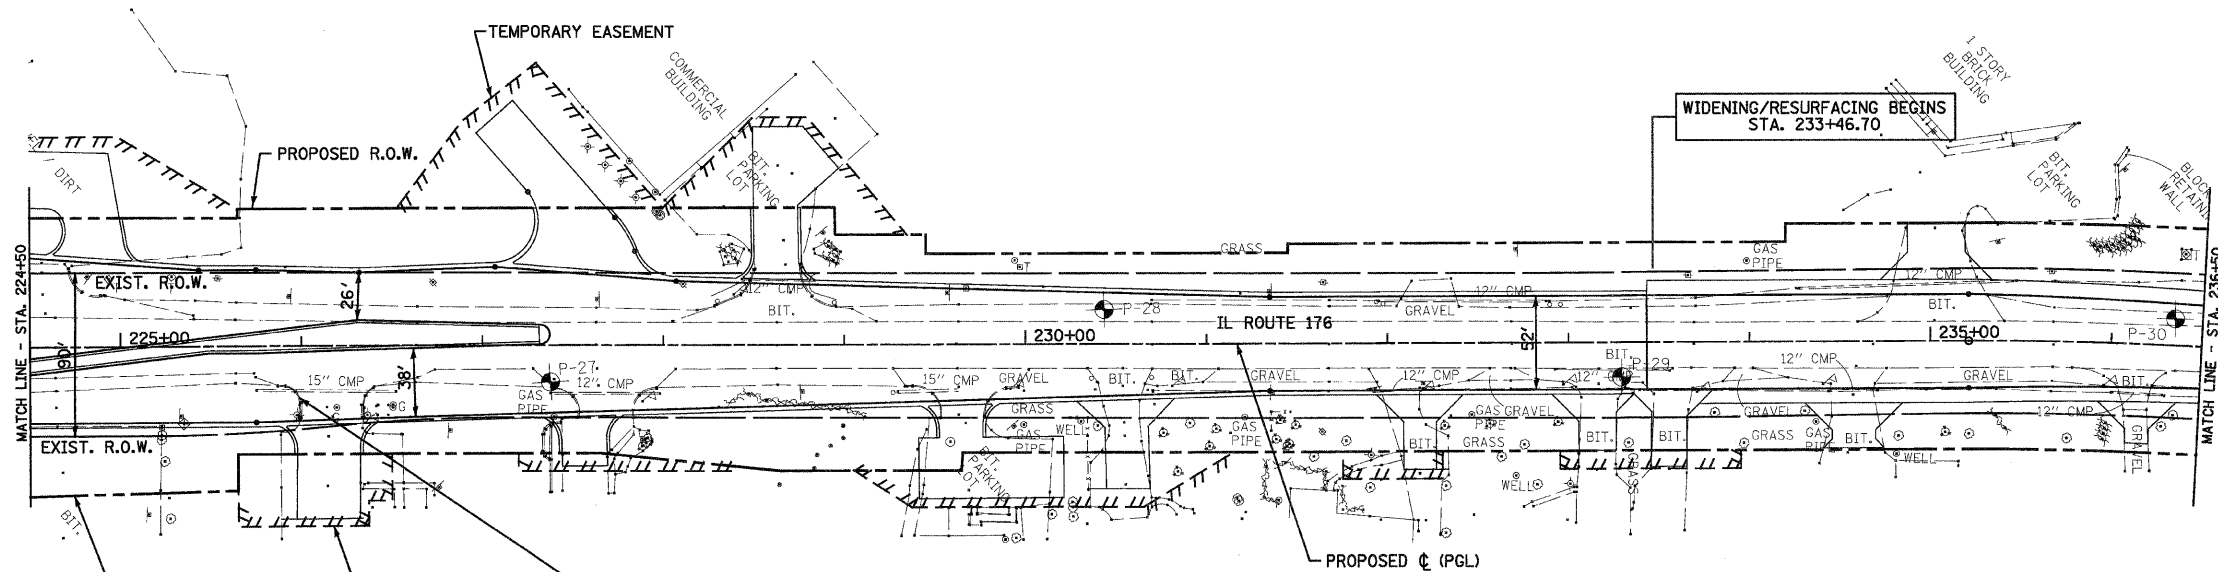 TEMPORARY EASEMENT
COMMERCIAL
BUILDING
1 STORY
BRICK
BUILDING
WIDENING/RESURFACING BEGINS
STA. 233+46.70
PROPOSED R.O.W.
DIRT
BIT.
PARKING
LOT
BIT.
PARKING
LOT
BLOCK
RETAINI
WALL
GRASS
GAS
PIPE
T
T
EXIST. R.O.W.
26'
12" CMP
BIT.
P-28
12" CMP
GRAVEL
12" CMP
BIT.
MATCH LINE - STA. 224+50
90'
225+00
230+00
IL ROUTE 176
52'
235+00
P-30
MATCH LINE - STA. 236+50
38'
15" CMP
P-27
12" CMP
GAS
PIPE
G
15" CMP
GRAVEL
BIT.
BIT.
GRAVEL
12" CMP
12" CMP
BIT.
P-29
12" CMP
GRAVEL
BIT.
EXIST. R.O.W.
GRASS
GAS
PIPE
WELL
GAS
PIPE
GAS
PIPE
GRAVEL
GRASS
BIT.
BIT.
BIT.
GRAVEL
GRASS
GAS
PIPE
BIT.
12" CMP
GRAVEL
WELL
WELL
GRASS
BIT.
PARKING
LOT
BIT.
PROPOSED ℄ (PGL)